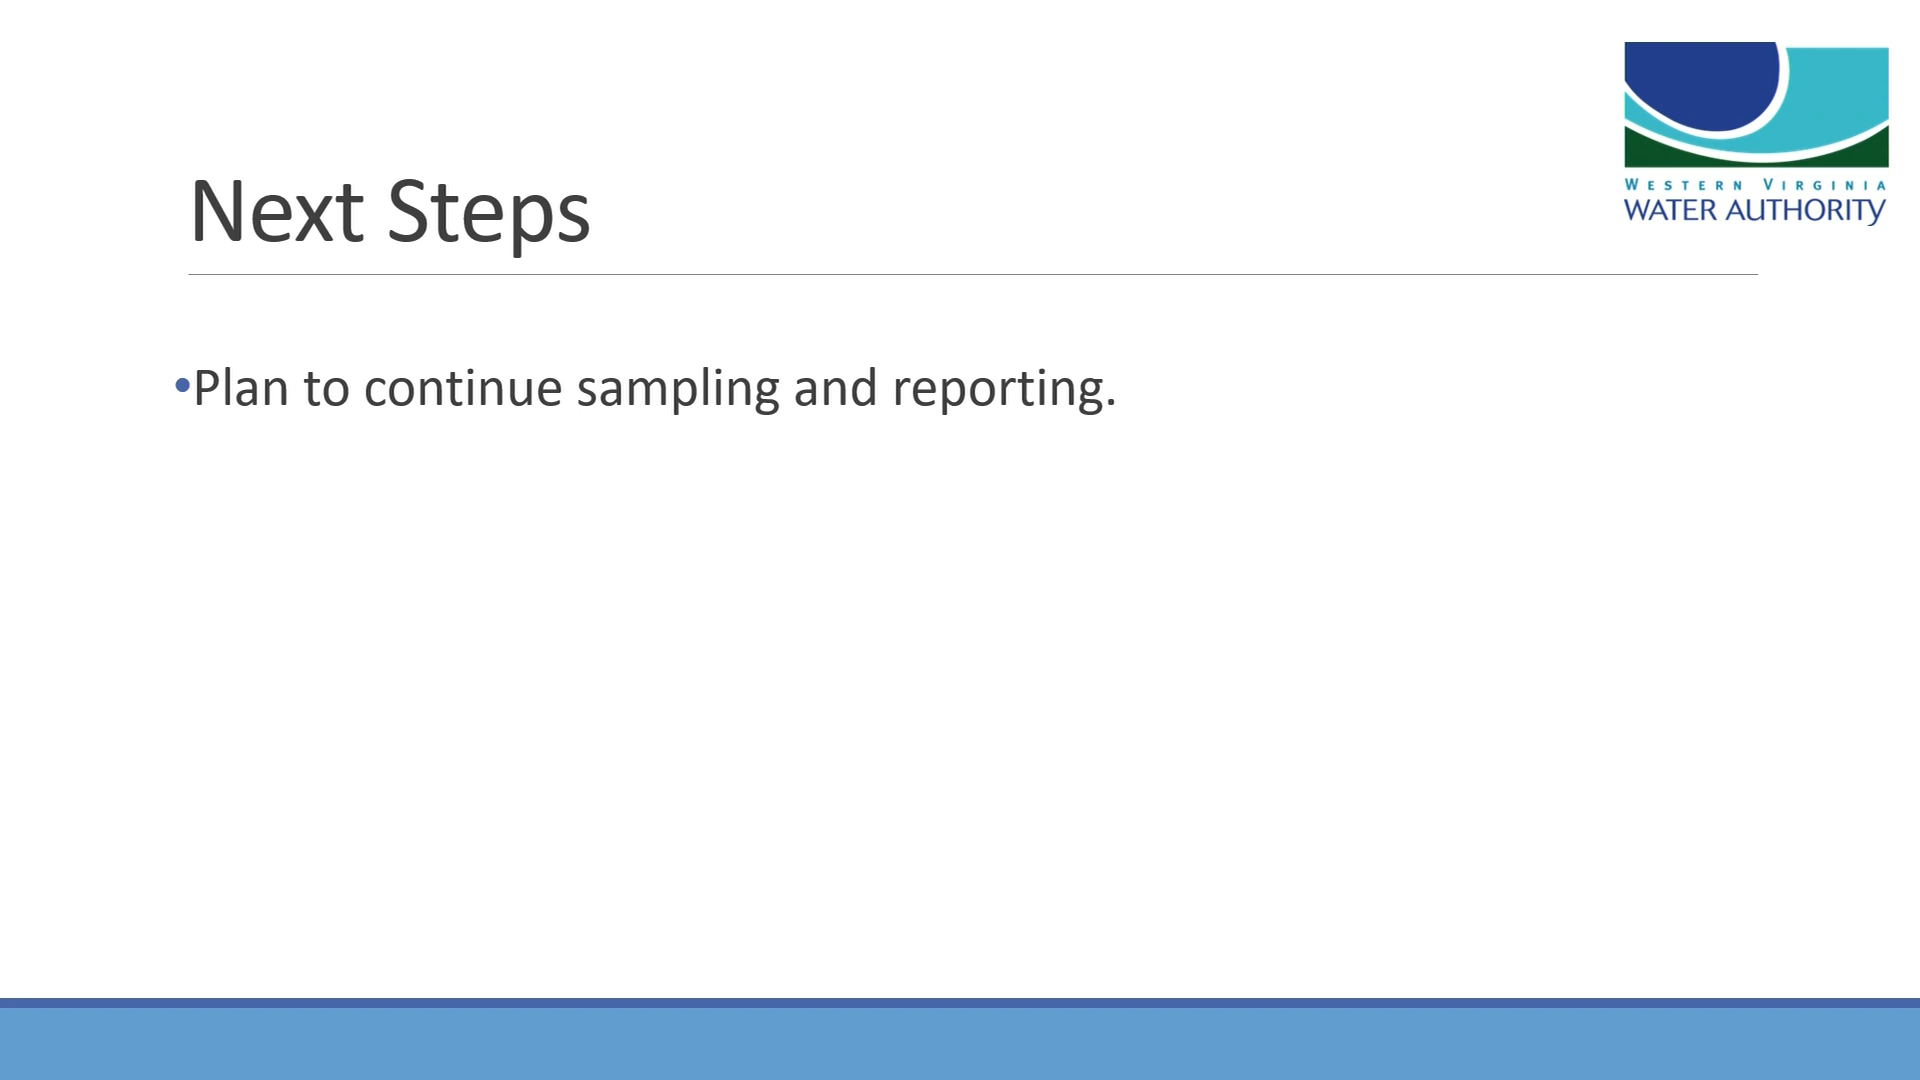 WESTERN VIRGINIA
WATER AUTHORITY
Next Steps
•Plan to continue sampling and reporting.